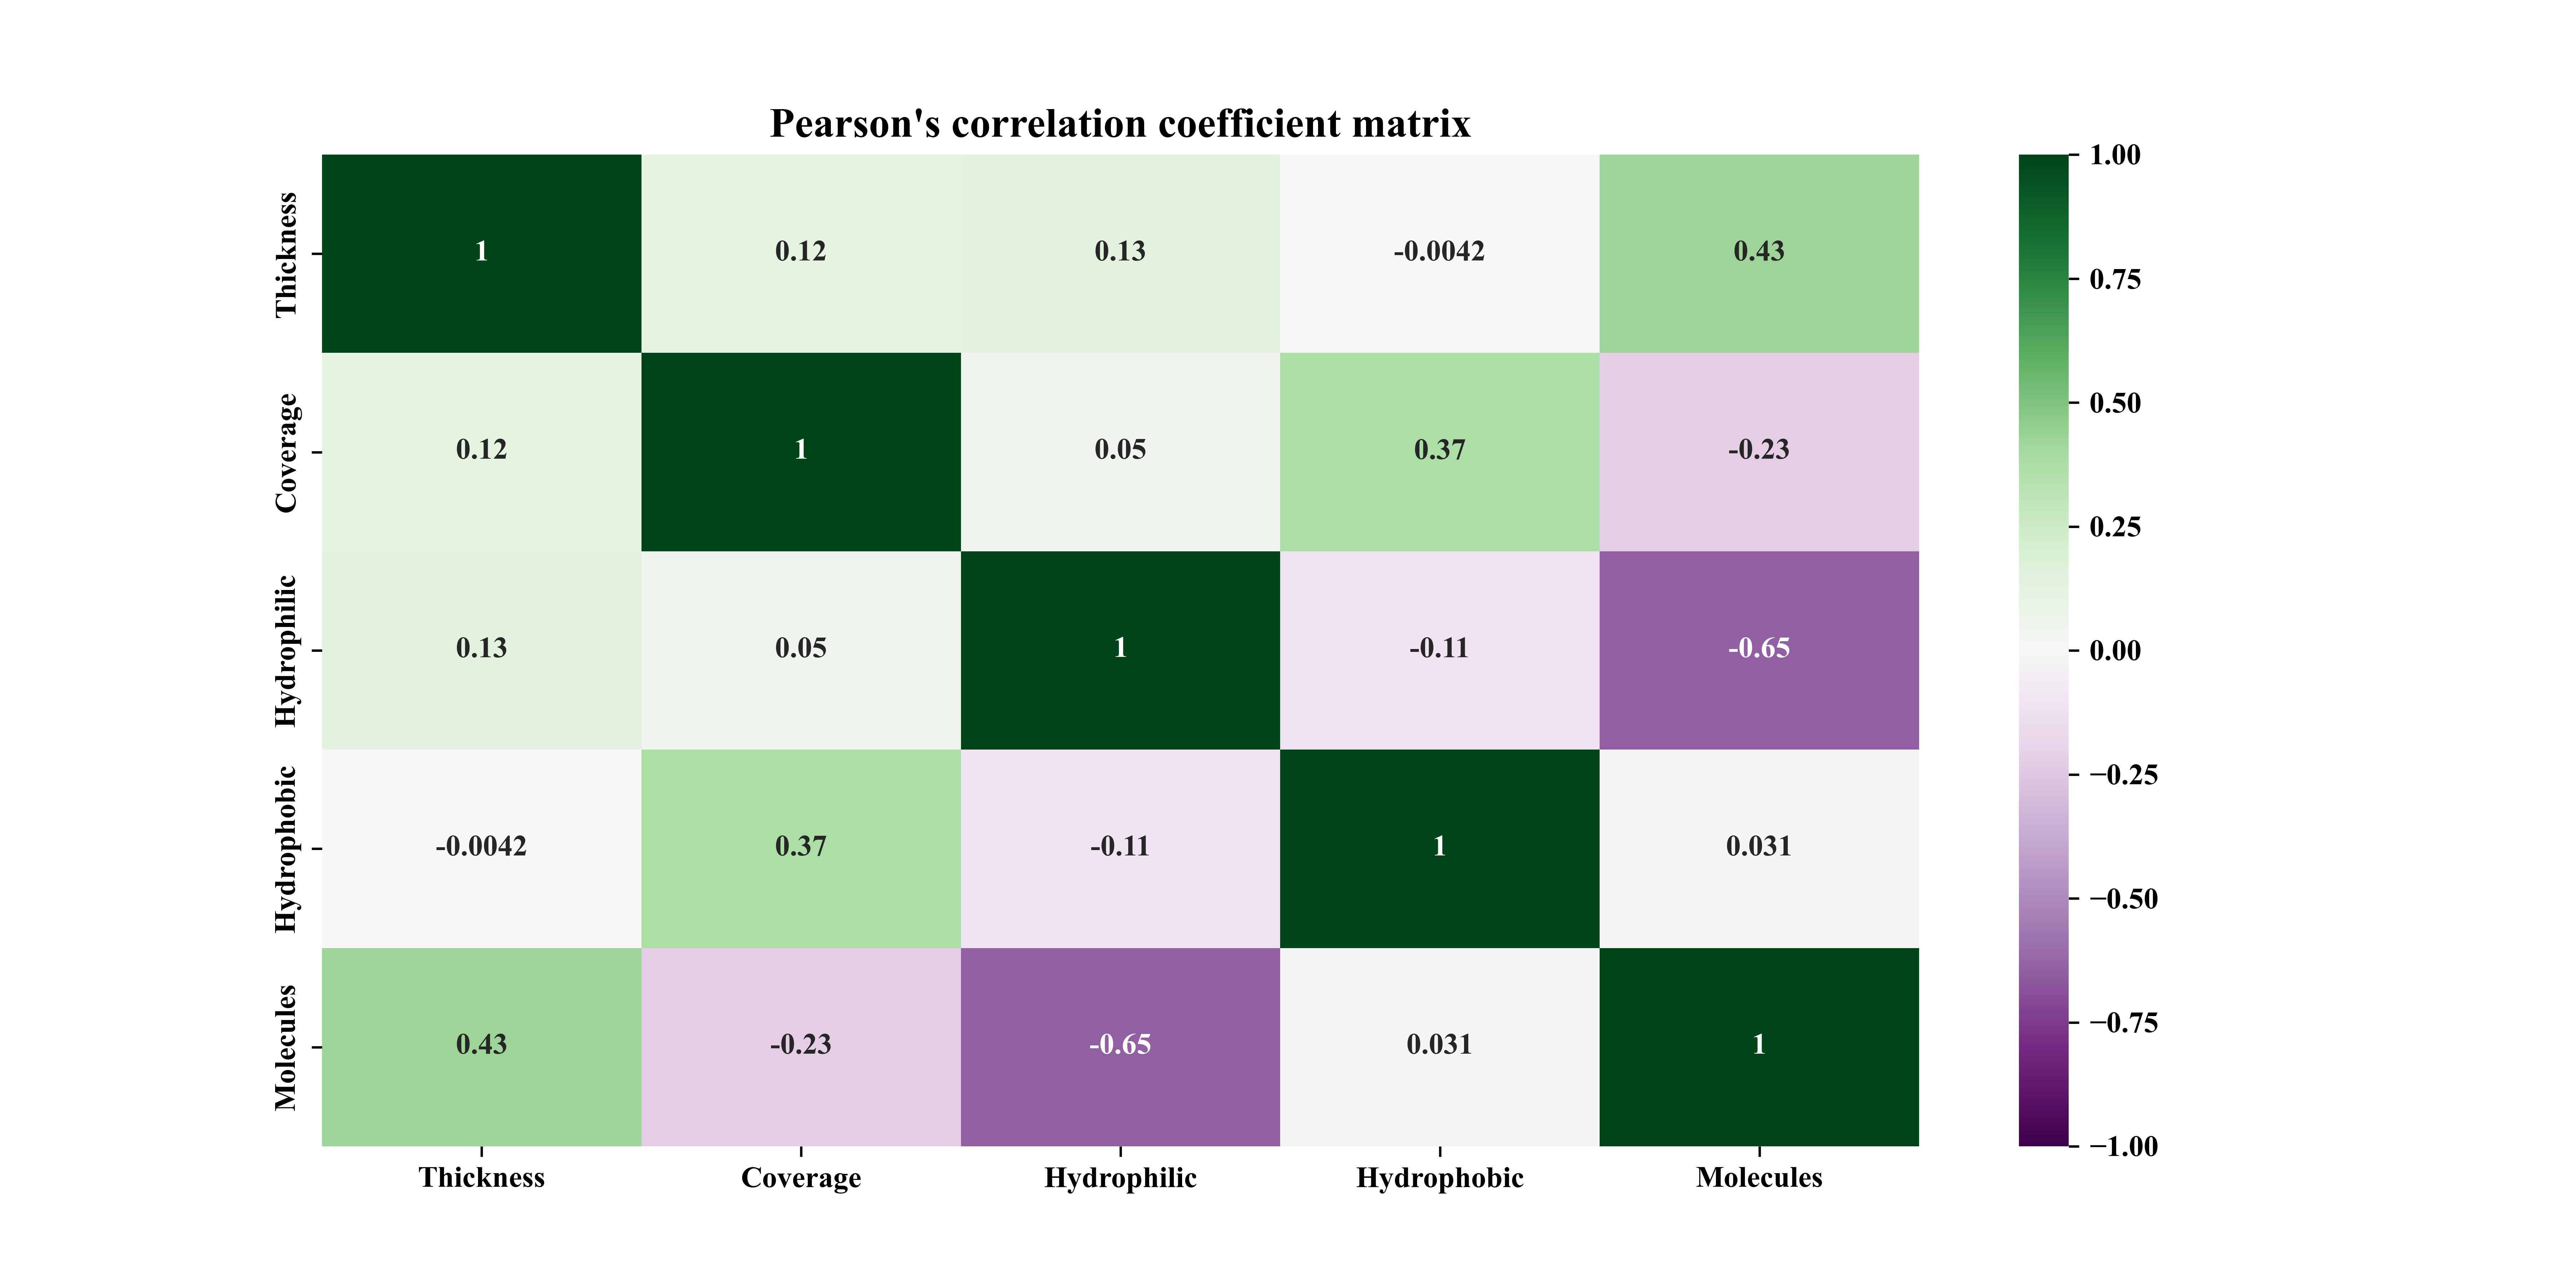 Pearson's correlation coefficient matrix
Thickness 1 0.12 0.13 -0.0042 0.43
Coverage 0.12 1 0.05 0.37 -0.23
Hydrophilic 0.13 0.05 1 -0.11 -0.65
Hydrophobic -0.0042 0.37 -0.11 1 0.031
Molecules 0.43 -0.23 -0.65 0.031 1
Thickness Coverage Hydrophilic Hydrophobic Molecules
1.00
0.75
0.50
0.25
0.00
−0.25
−0.50
−0.75
−1.00